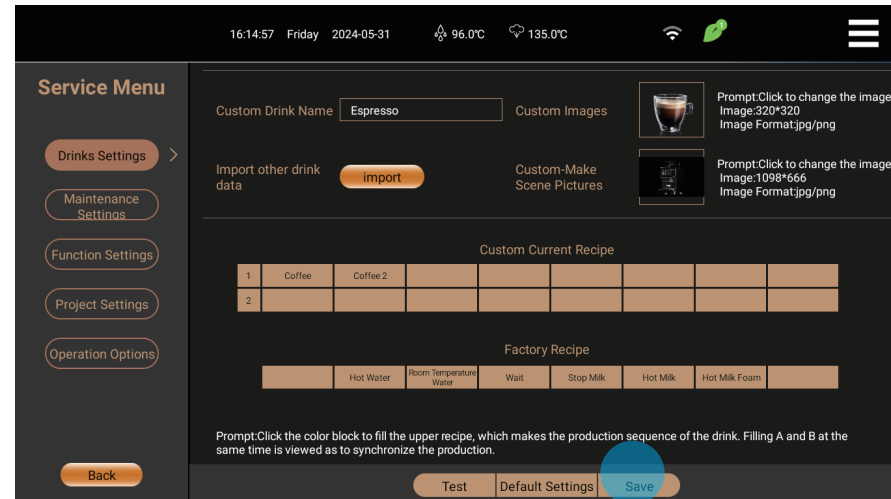 16:14:57 Friday 2024-05-31 96.0℃ 135.0℃ 1
Service Menu
Drinks Settings >
Maintenance
Settings
Function Settings
Project Settings
Operation Options
Back
Custom Drink Name Espresso
Custom Images
Prompt:Click to change the image
Image:320*320
Image Format:jpg/png
Import other drink
data
import
Custom-Make
Scene Pictures
Prompt:Click to change the image
Image:1098*666
Image Format:jpg/png
Custom Current Recipe
1 Coffee Coffee 2
2
Factory Recipe
Hot Water Room Temperature Water Wait Stop Milk Hot Milk Hot Milk Foam
Prompt:Click the color block to fill the upper recipe, which makes the production sequence of the drink. Filling A and B at the
same time is viewed as to synchronize the production.
Test Default Settings Save